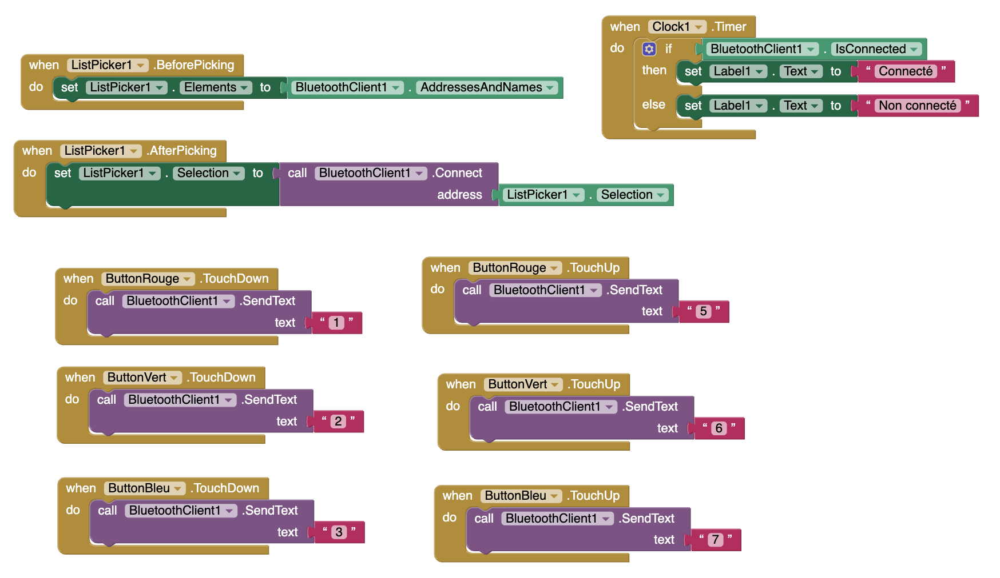 when ListPicker1 .BeforePicking
do set ListPicker1 . Elements to BluetoothClient1 . AddressesAndNames
when Clock1 .Timer
do if BluetoothClient1 . IsConnected
then set Label1 . Text to “ Connecté ”
else set Label1 . Text to “ Non connecté ”
when ListPicker1 .AfterPicking
do set ListPicker1 . Selection to call BluetoothClient1 .Connect
address ListPicker1 . Selection
when ButtonRouge .TouchDown
do call BluetoothClient1 .SendText
text “ 1 ”
when ButtonRouge .TouchUp
do call BluetoothClient1 .SendText
text “ 5 ”
when ButtonVert .TouchDown
do call BluetoothClient1 .SendText
text “ 2 ”
when ButtonVert .TouchUp
do call BluetoothClient1 .SendText
text “ 6 ”
when ButtonBleu .TouchDown
do call BluetoothClient1 .SendText
text “ 3 ”
when ButtonBleu .TouchUp
do call BluetoothClient1 .SendText
text “ 7 ”